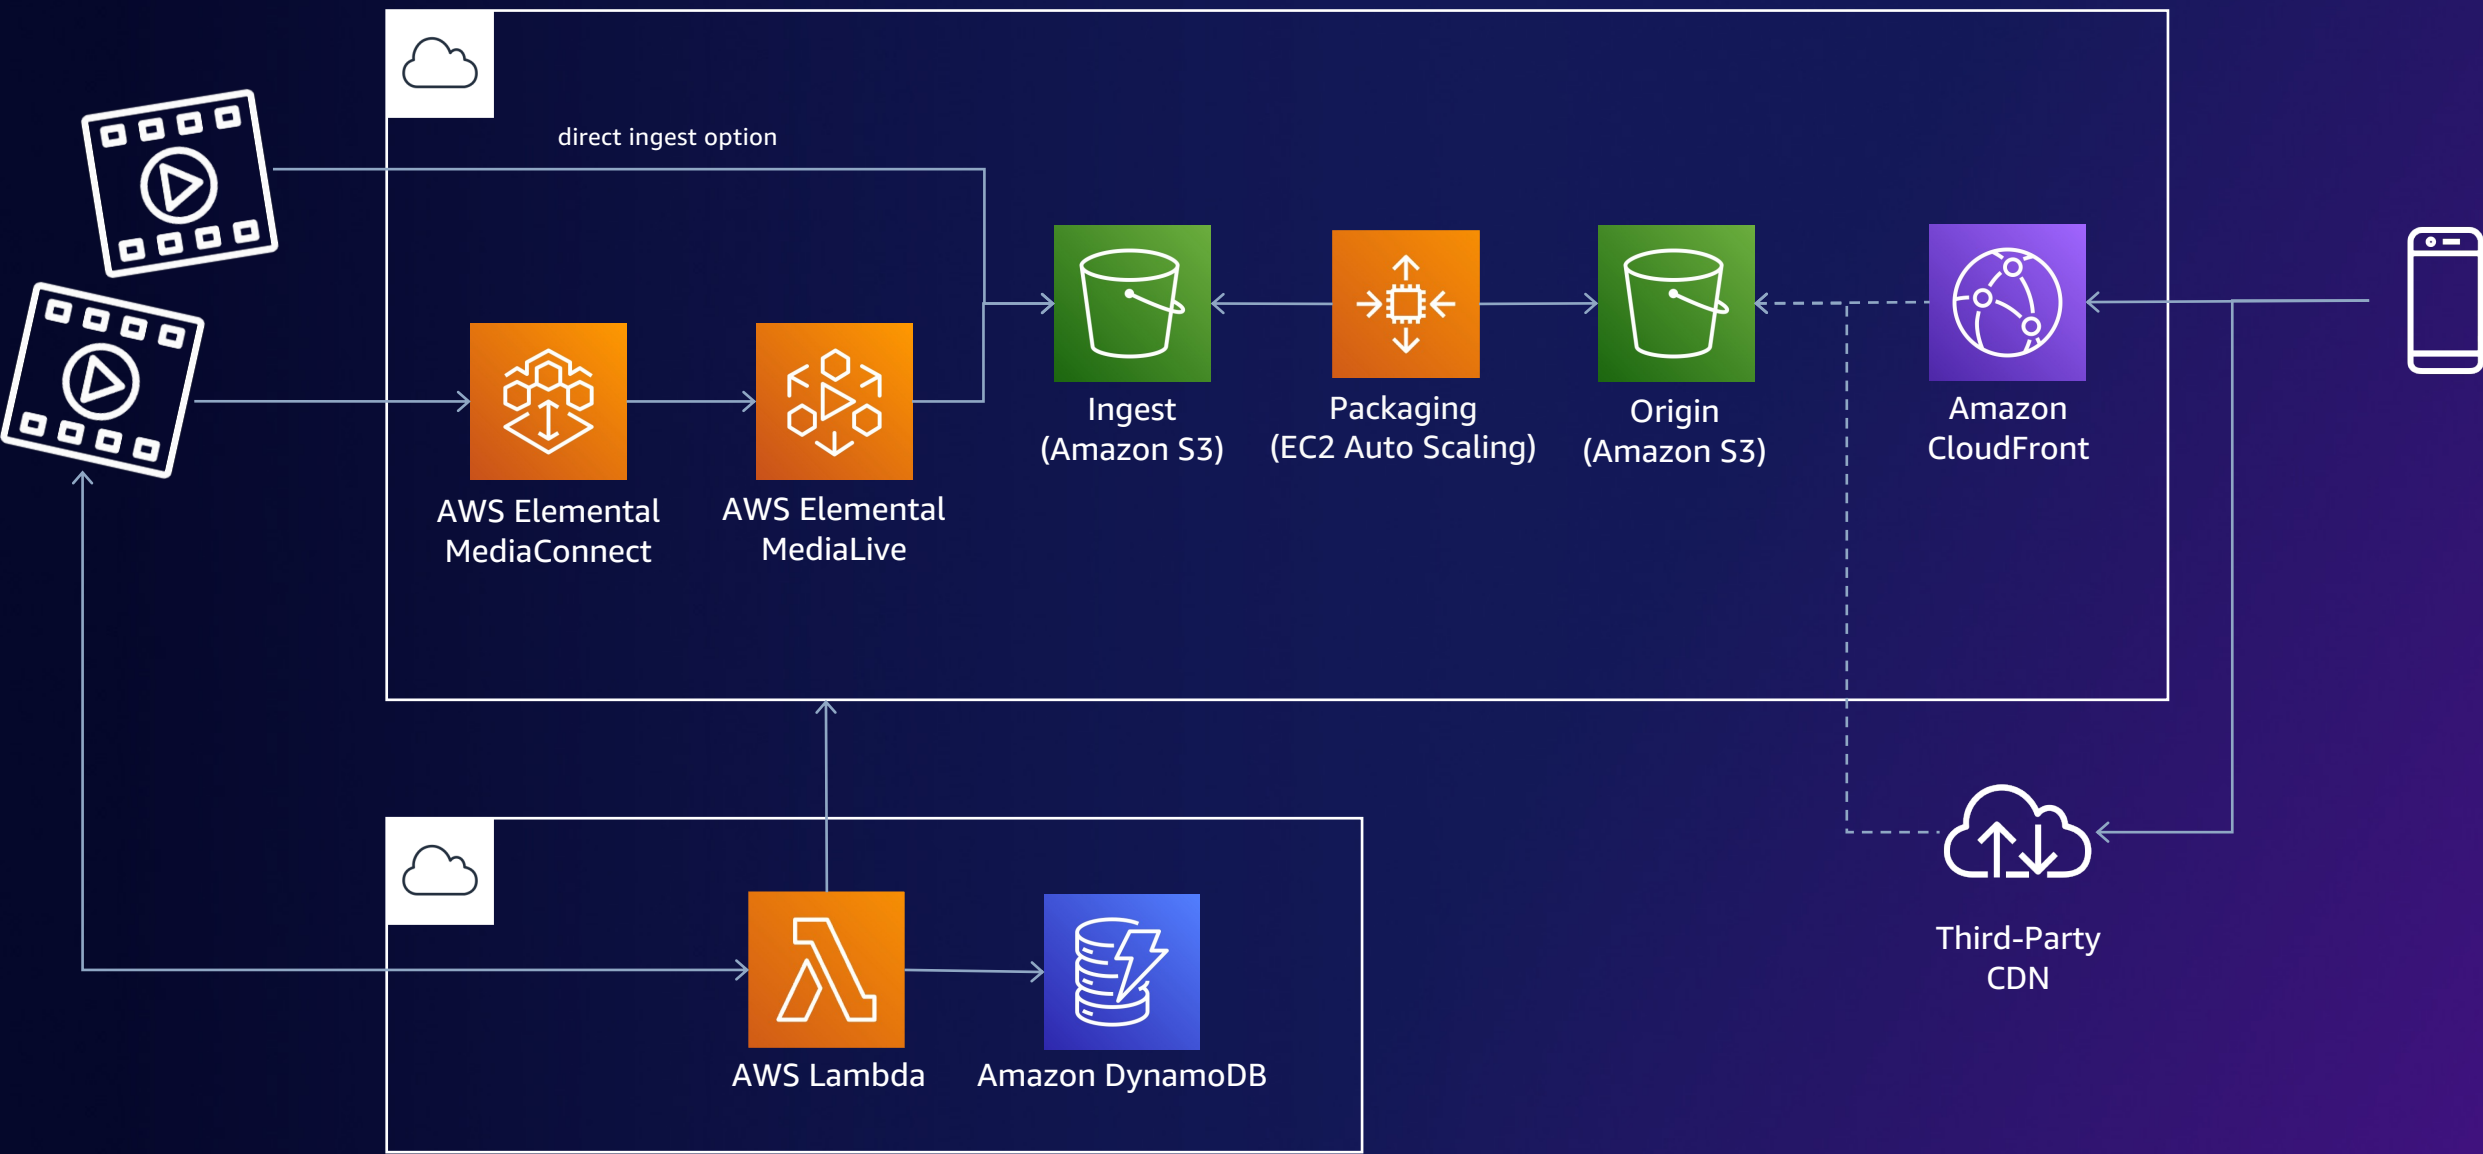 direct ingest option
Ingest
(Amazon S3)
Packaging
(EC2 Auto Scaling)
Origin
(Amazon S3)
Amazon
CloudFront
AWS Elemental
MediaConnect
AWS Elemental
MediaLive
Third-Party
CDN
AWS Lambda
Amazon DynamoDB